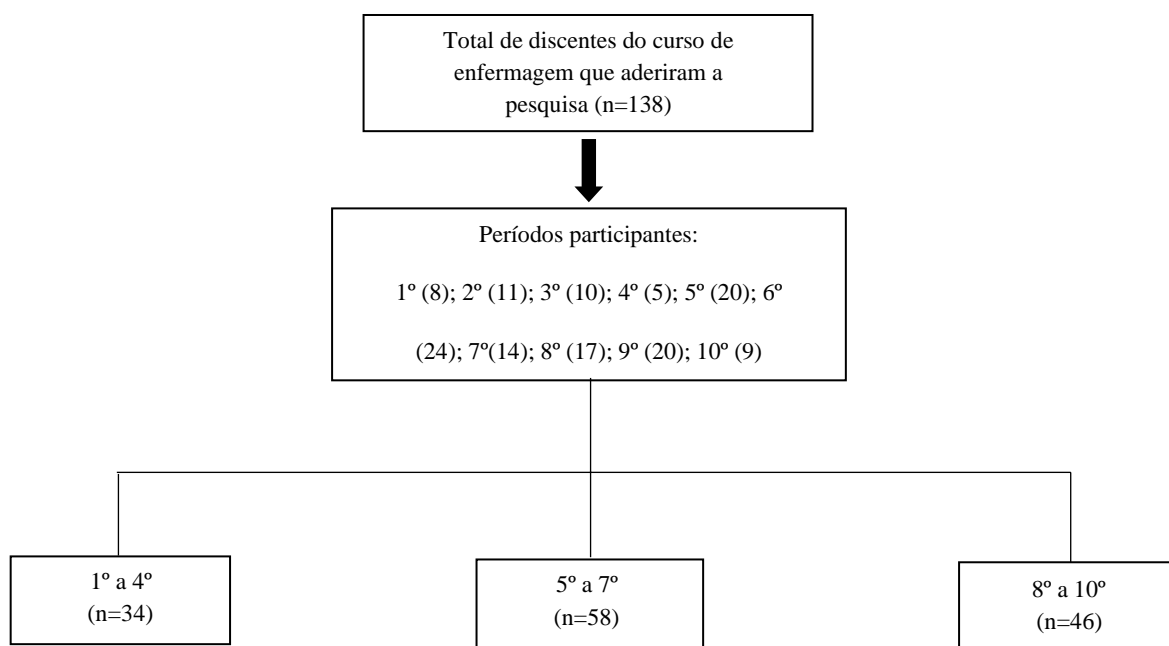 Total de discentes do curso de
enfermagem que aderiram a
pesquisa (n=138)
Períodos participantes:
1º (8); 2º (11); 3º (10); 4º (5); 5º (20); 6º
(24); 7º(14); 8º (17); 9º (20); 10º (9)
1º a 4º
(n=34)
5º a 7º
(n=58)
8º a 10º
(n=46)